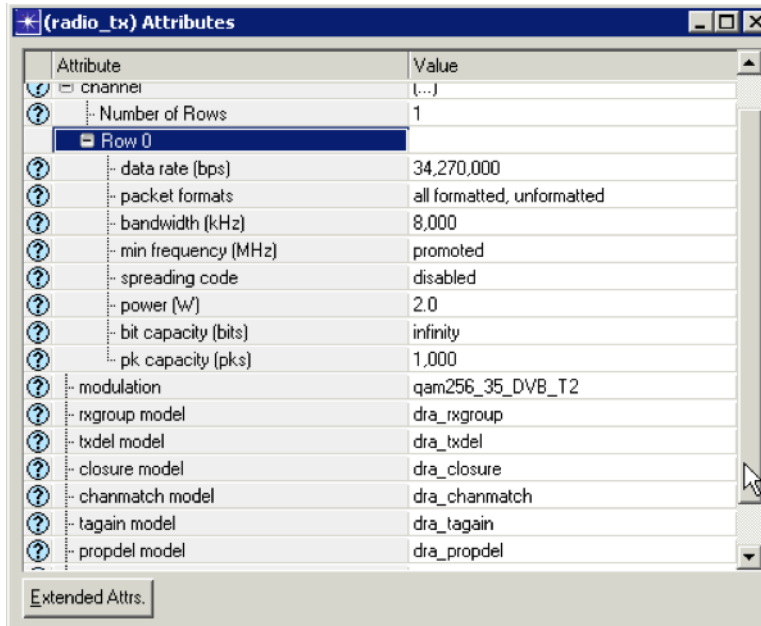 (radio_tx) Attributes
Attribute Value
channel (...)
Number of Rows 1
Row 0
data rate (bps) 34,270,000
packet formats all formatted, unformatted
bandwidth (kHz) 8,000
min frequency (MHz) promoted
spreading code disabled
power (W) 2.0
bit capacity (bits) infinity
pk capacity (pks) 1,000
modulation qam256_35_DVB_T2
rxgroup model dra_rxgroup
txdel model dra_txdel
closure model dra_closure
chanmatch model dra_chanmatch
tagain model dra_tagain
propdel model dra_propdel
Extended Attrs.